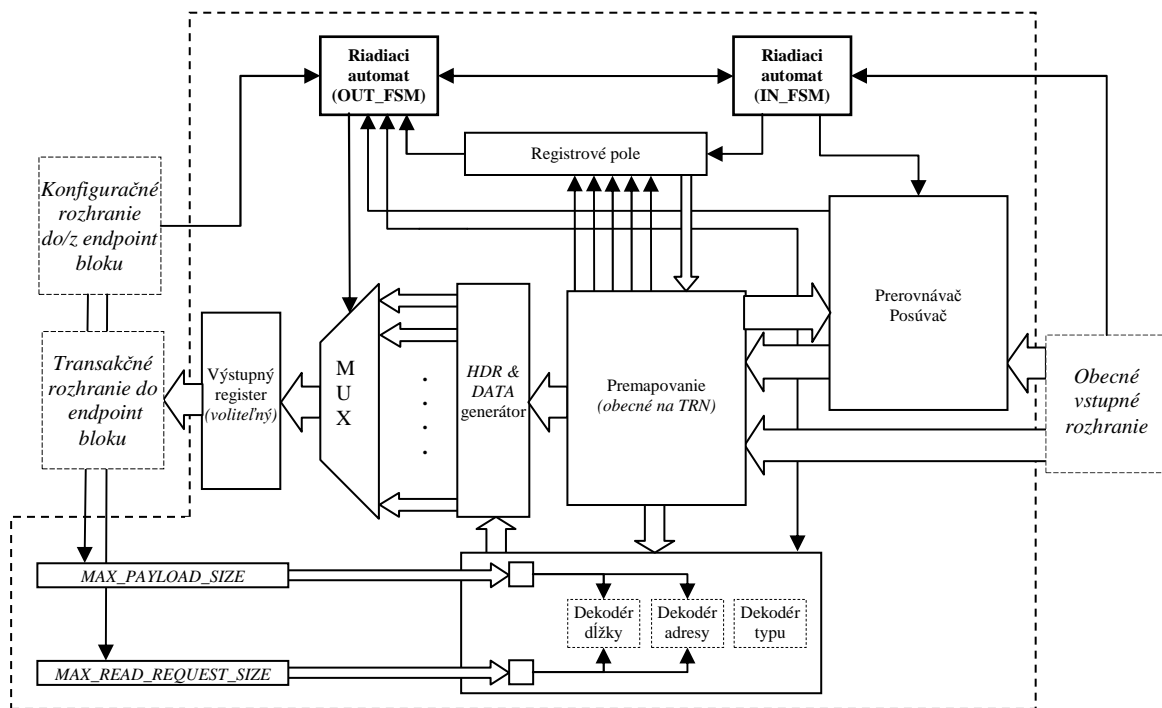 Riadiaci
automat
(OUT_FSM)
Riadiaci
automat
(IN_FSM)
Registrové pole
Konfiguračné
rozhranie
do/z endpoint
bloku
Prerovnávač
Posúvač
Transakčné
rozhranie do
endpoint
bloku
Výstupný
register
(voliteľný)
M
U
X
HDR &
DATA
generátor
Premapovanie
(obecné na TRN)
Obecné
vstupné
rozhranie
MAX_PAYLOAD_SIZE
Dekodér
dĺžky
Dekodér
adresy
Dekodér
typu
MAX_READ_REQUEST_SIZE